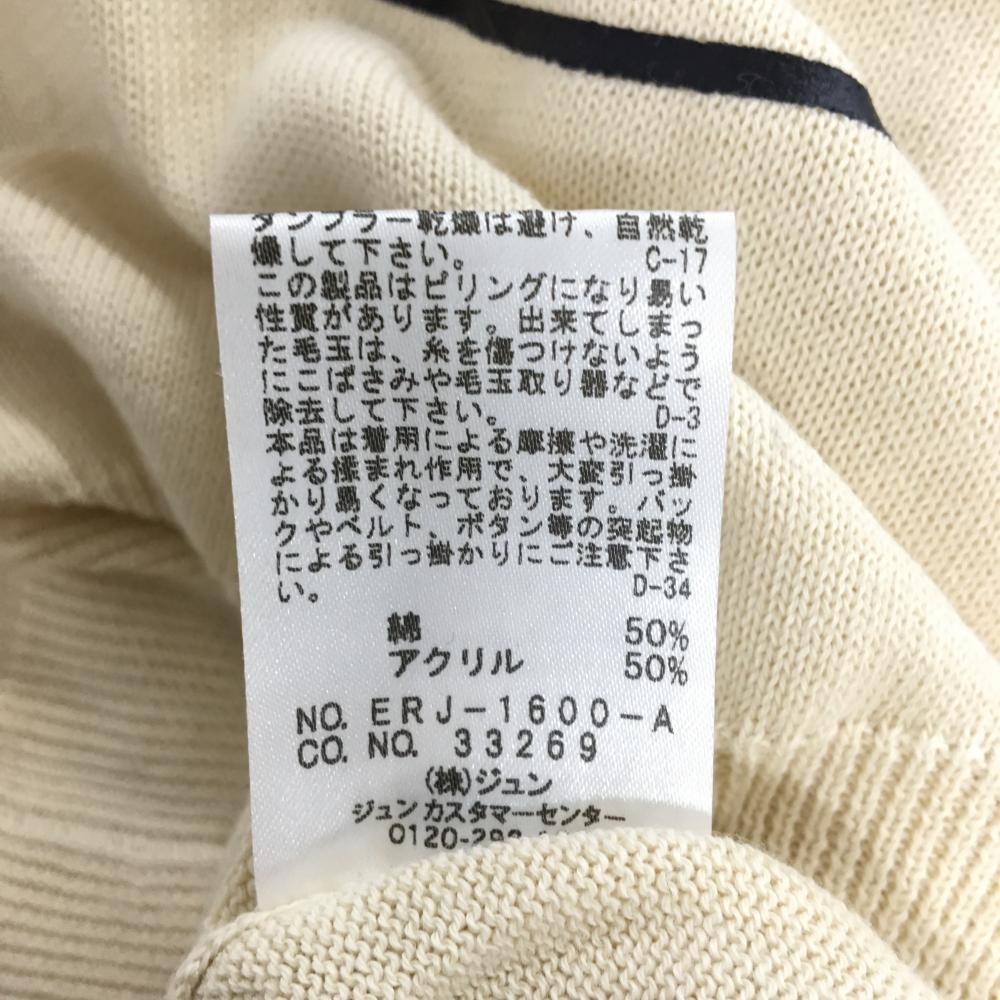 タンブラー乾燥は避け、自然乾
燥して下さい。 C-17
この製品はピリングになり易い
性質があります。出来てしまっ
た毛玉は、糸を傷つけないよう
にこばさみや毛玉取り器などで
除去して下さい。 D-3
本品は着用による摩擦や洗濯に
よる揉まれ作用で、大変引っ掛
かり易くなっております。バッ
クやベルト、ボタン等の突起物
による引っ掛かりにご注意下さ
い。 D-34
綿 50%
アクリル 50%
NO. ERJ-1600-A
CO. NO. 33269
(株)ジュン
ジュンカスタマーセンター
0120-29